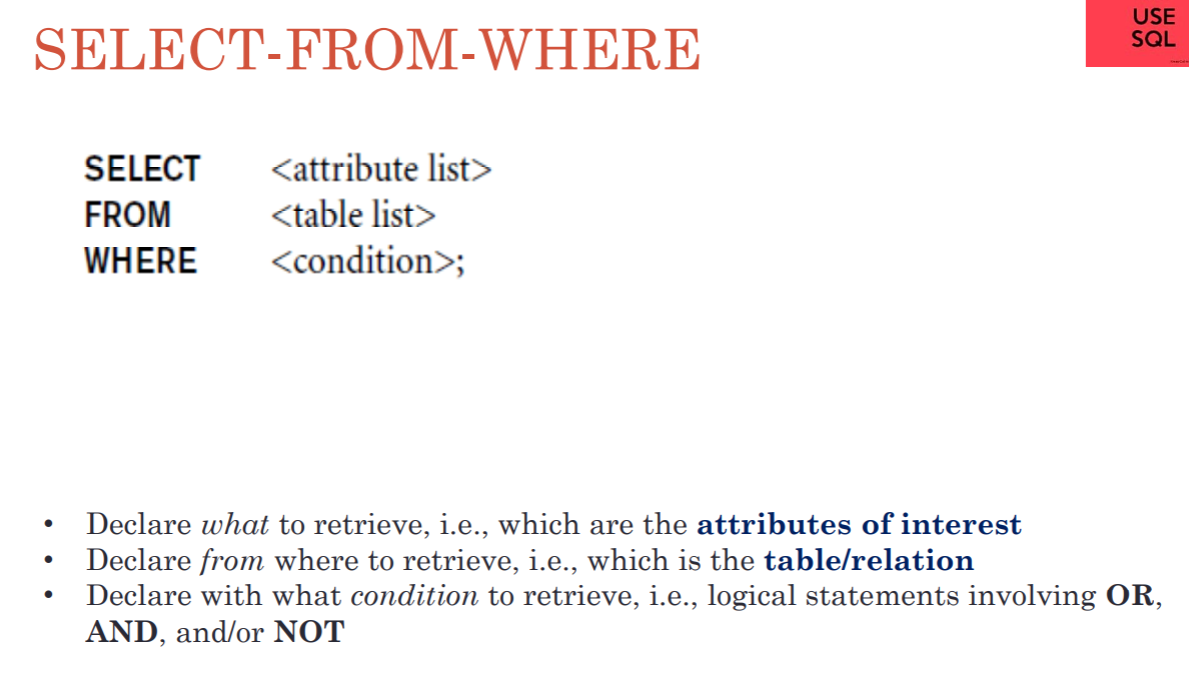 SELECT-FROM-WHERE
USE
SQL
SELECT <attribute list>
FROM <table list>
WHERE <condition>;
• Declare what to retrieve, i.e., which are the attributes of interest
• Declare from where to retrieve, i.e., which is the table/relation
• Declare with what condition to retrieve, i.e., logical statements involving OR,
AND, and/or NOT